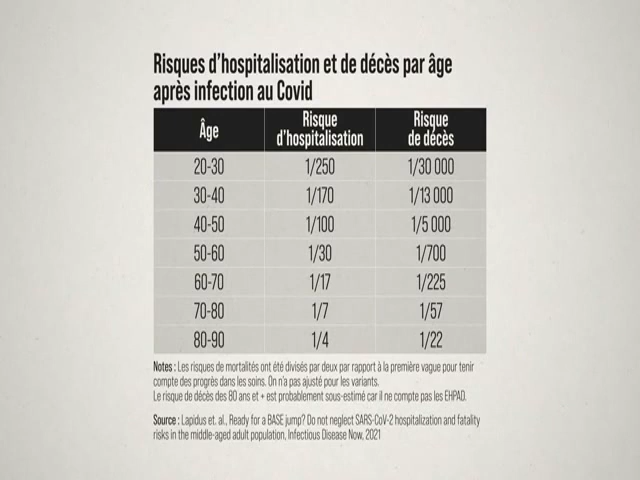 Risques d'hospitalisation et de décès par âge
après infection au Covid
Âge Risque d'hospitalisation Risque de décès
20-30 1/250 1/30 000
30-40 1/170 1/13 000
40-50 1/100 1/5 000
50-60 1/30 1/700
60-70 1/17 1/225
70-80 1/7 1/57
80-90 1/4 1/22
Notes : Les risques de mortalités ont été divisés par deux par rapport à la première vague pour tenir
compte des progrès dans les soins. On n'a pas ajusté pour les variants.
Le risque de décès des 80 ans et + est probablement sous-estimé car il ne compte pas les EHPAD.
Source : Lapidus et. al., Ready for a BASE jump? Do not neglect SARS-CoV-2 hospitalization and fatality
risks in the middle-aged adult population, Infectious Disease Now, 2021